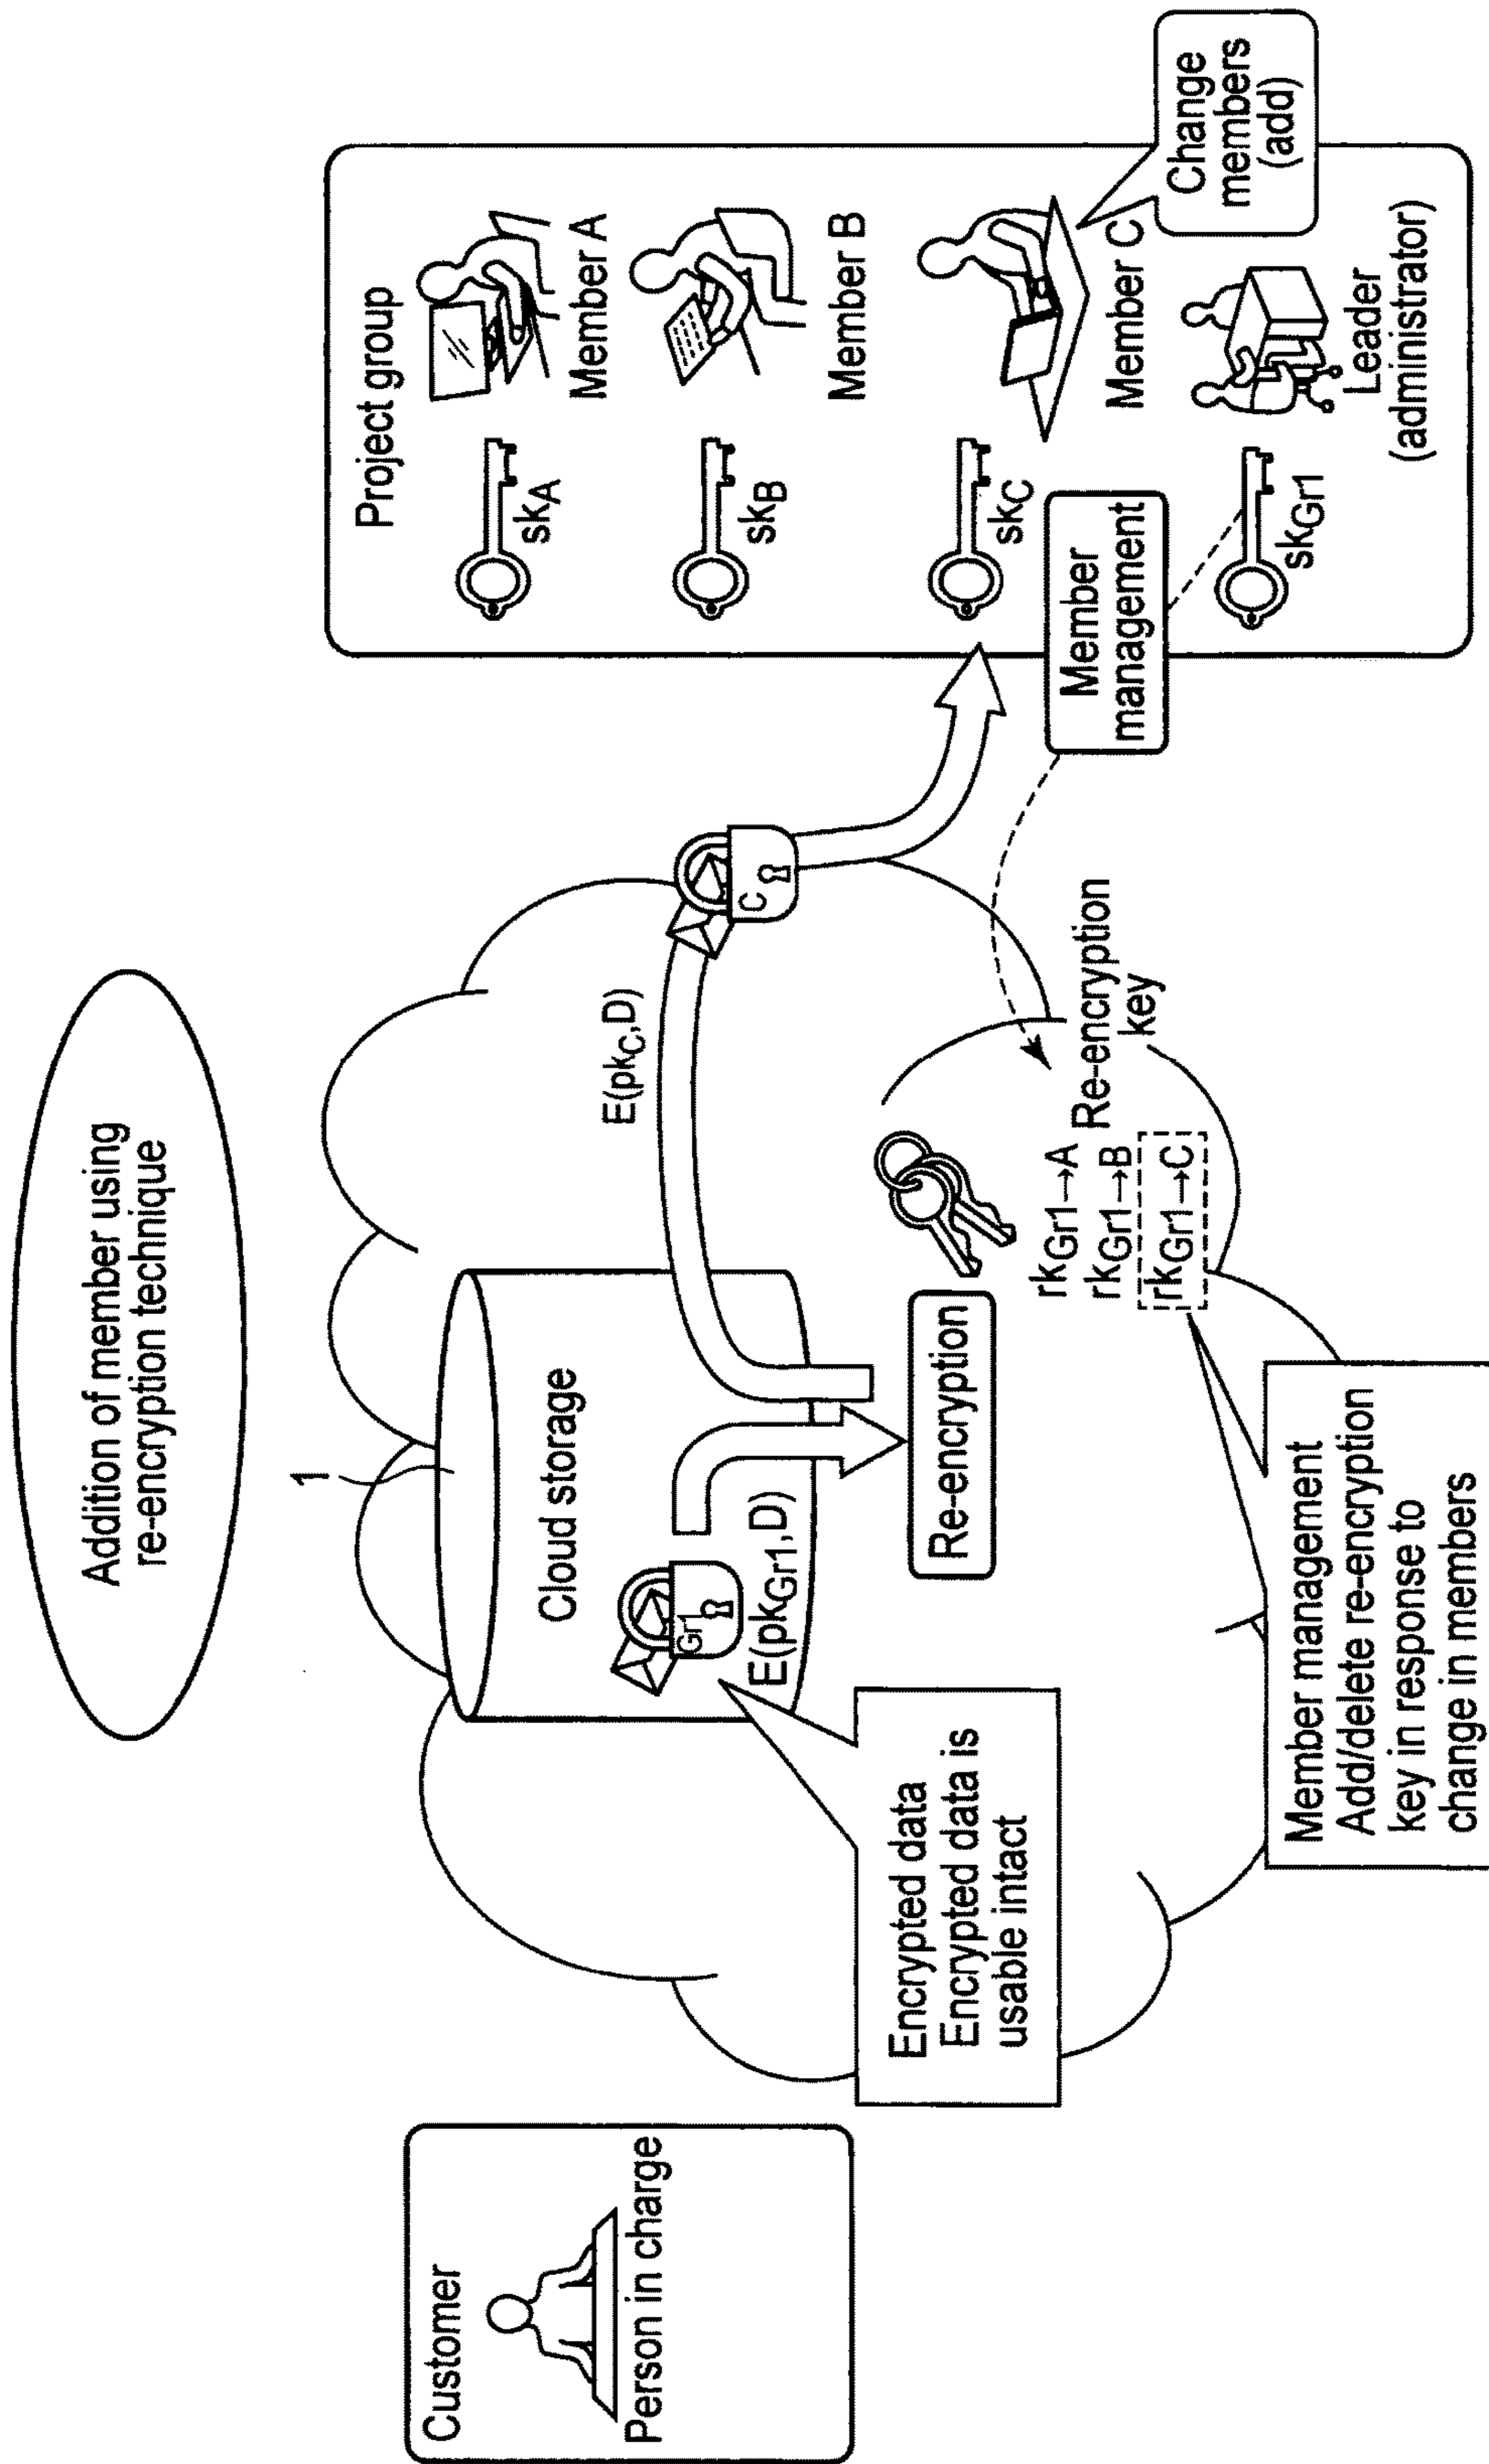 Addition of member using
re-encryption technique
Customer
Person in charge
1
Cloud storage
Gr1
E(pkGr1,D)
Encrypted data
Encrypted data is
usable intact
Re-encryption
E(pkC,D)
C
Re-encryption
key
rkGr1→A
rkGr1→B
rkGr1→C
Member management
Add/delete re-encryption
key in response to
change in members
Project group
skA
Member A
skB
Member B
skC
Member C
Change
members
(add)
Member
management
skGr1
Leader
(administrator)